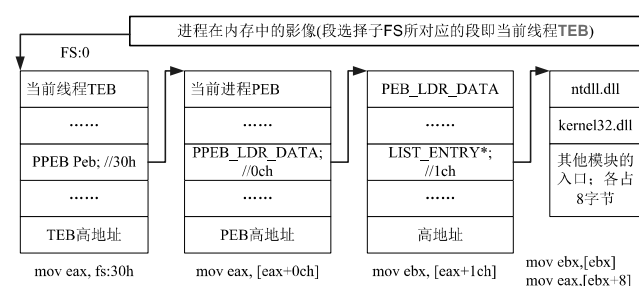 进程在内存中的影像(段选择子FS所对应的段即当前线程TEB)
FS:0
当前线程TEB
……
PPEB Peb; //30h
……
TEB高地址
mov eax, fs:30h
当前进程PEB
……
PPEB_LDR_DATA;
//0ch
……
PEB高地址
mov eax, [eax+0ch]
PEB_LDR_DATA
……
LIST_ENTRY*;
//1ch
……
高地址
mov ebx, [eax+1ch]
ntdll.dll
kernel32.dll
其他模块的
入口；各占
8字节
mov ebx,[ebx]
mov eax,[ebx+8]